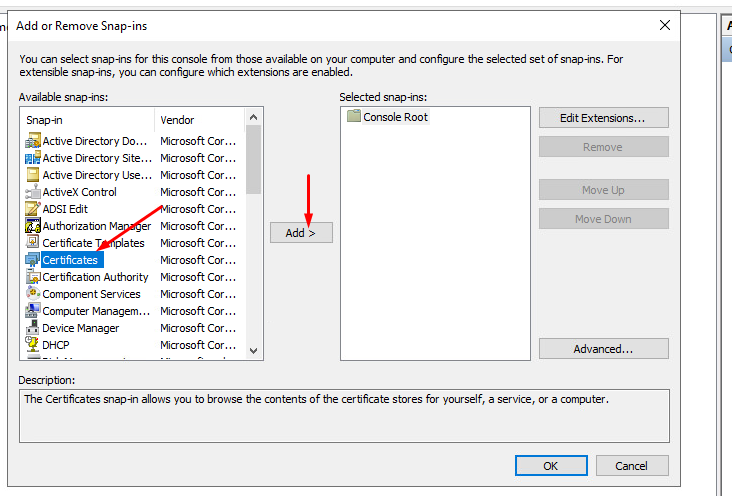 Add or Remove Snap-ins
You can select snap-ins for this console from those available on your computer and configure the selected set of snap-ins. For
extensible snap-ins, you can configure which extensions are enabled.
Available snap-ins:
Snap-in Vendor
Active Directory Do... Microsoft Cor...
Active Directory Site... Microsoft Cor...
Active Directory Use... Microsoft Cor...
ActiveX Control Microsoft Cor...
ADSI Edit Microsoft Cor...
Authorization Manager Microsoft Cor...
Certificate Templates Microsoft Cor...
Certificates Microsoft Cor...
Certification Authority Microsoft Cor...
Component Services Microsoft Cor...
Computer Managem... Microsoft Cor...
Device Manager Microsoft Cor...
DHCP Microsoft Cor...
Add >
Selected snap-ins:
Console Root
Edit Extensions...
Remove
Move Up
Move Down
Advanced...
Description:
The Certificates snap-in allows you to browse the contents of the certificate stores for yourself, a service, or a computer.
OK
Cancel